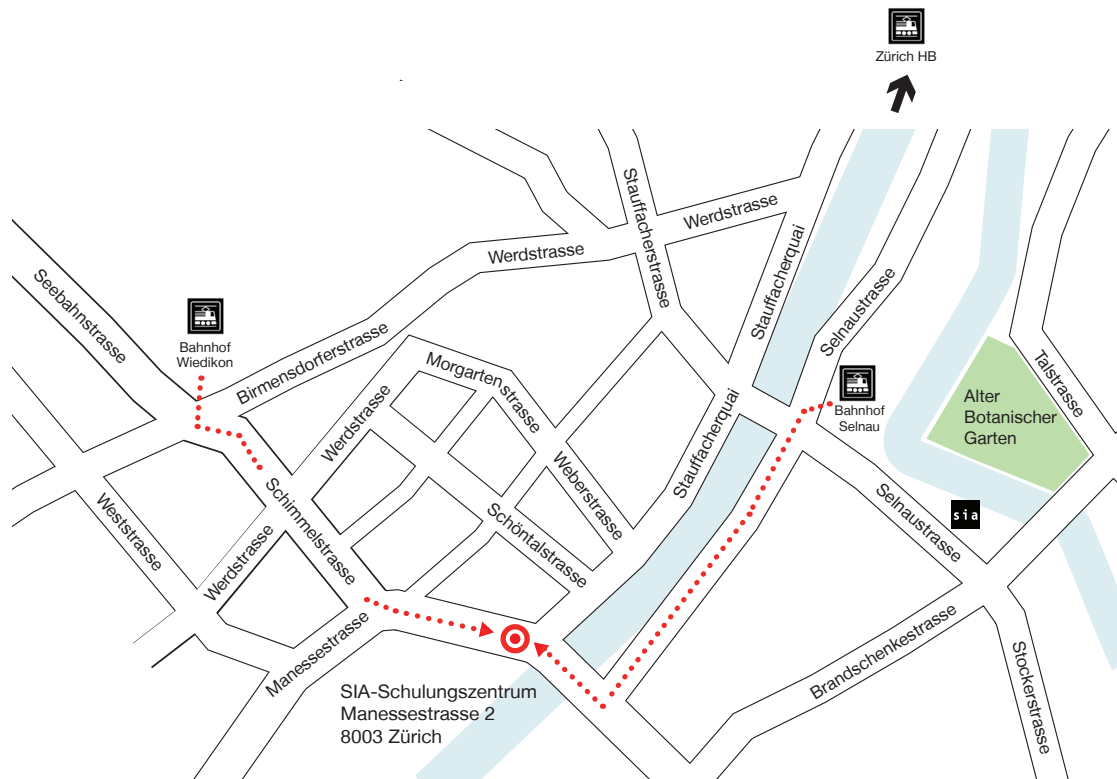 Zürich HB
Stauffacherstrasse
Werdstrasse
Werdstrasse
Stauffacherquai
Seebahnstrasse
Bahnhof
Wiedikon
Birmensdorferstrasse
Selnaustrasse
Morgartenstrasse
Talstrasse
Bahnhof
Selnau
Alter
Botanischer
Garten
Werdstrasse
Stauffacherquai
Weberstrasse
Schimmelstrasse
Schöntalstrasse
Selnaustrasse
sia
Weststrasse
Werdstrasse
Manessestrasse
Brandschenkestrasse
Stockerstrasse
SIA-Schulungszentrum
Manessestrasse 2
8003 Zürich